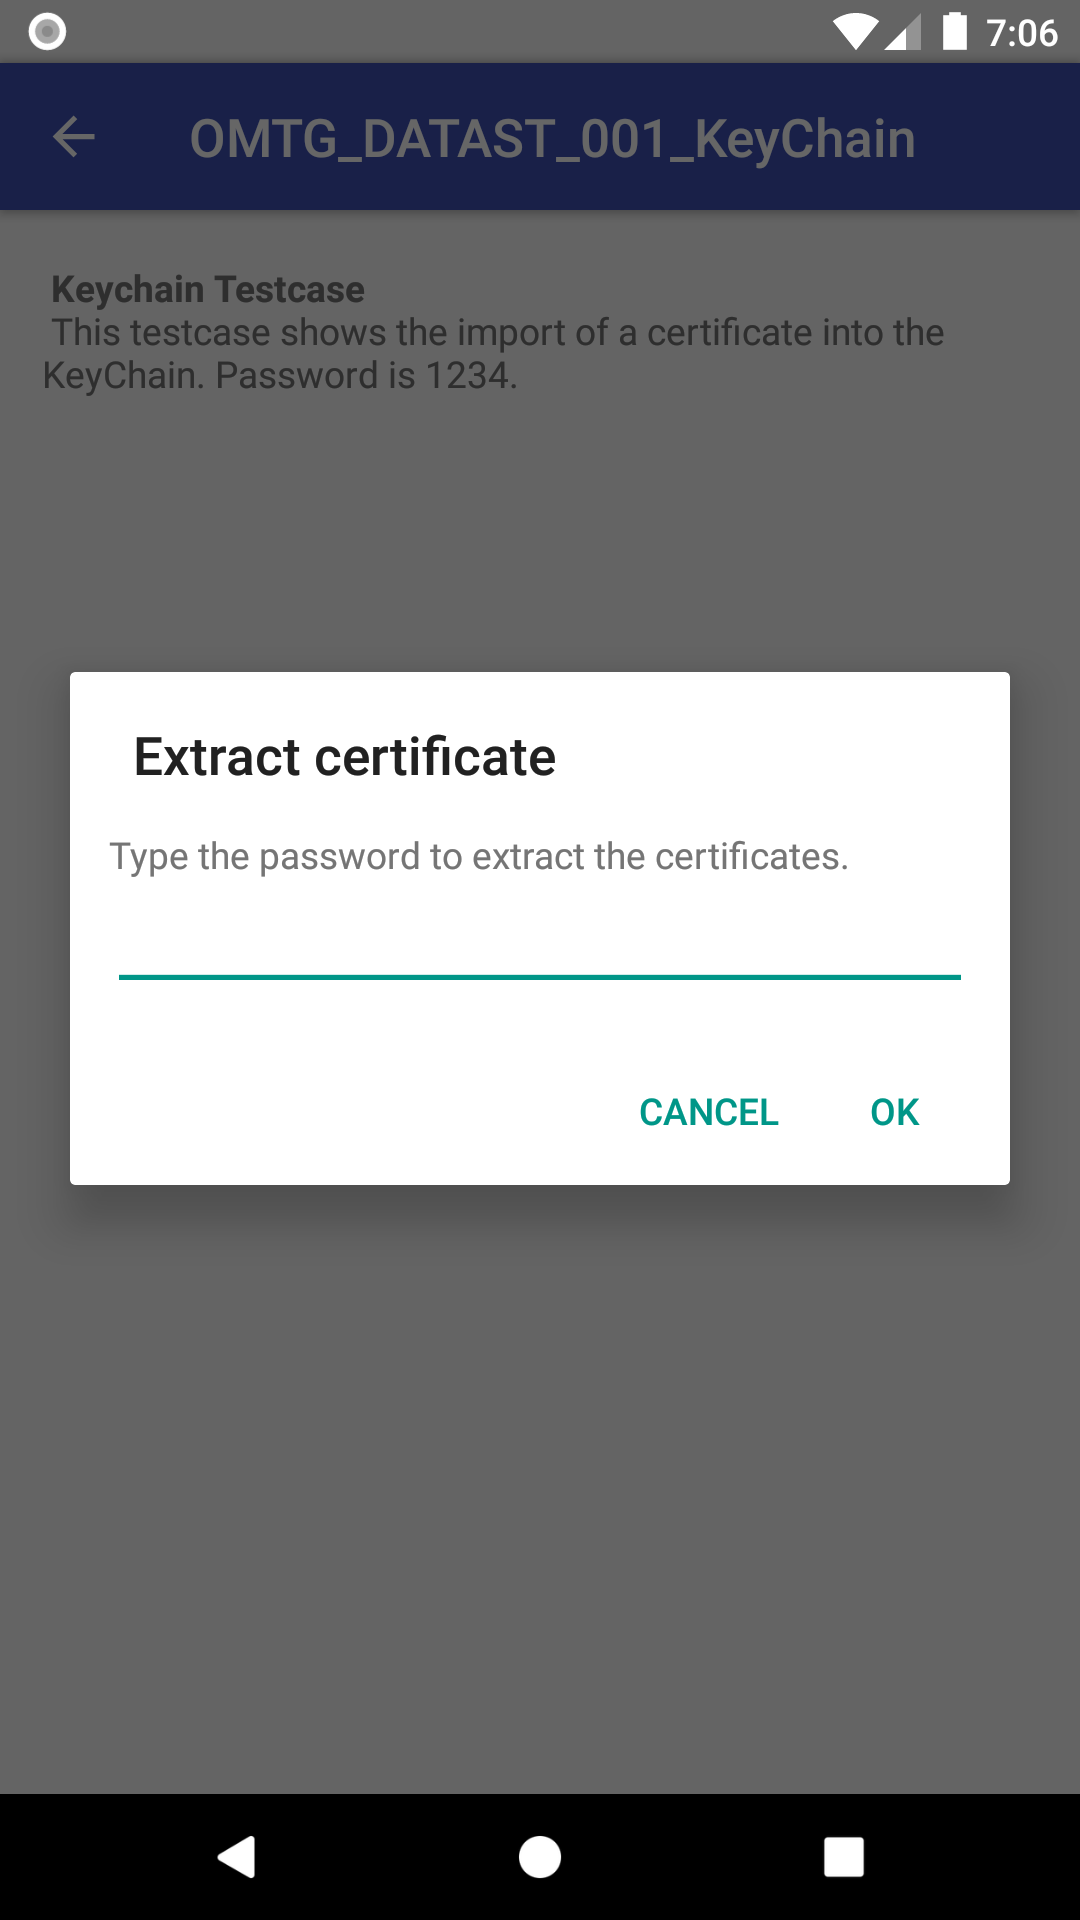 7:06
OMTG_DATAST_001_KeyChain
Keychain Testcase
This testcase shows the import of a certificate into the
KeyChain. Password is 1234.
Extract certificate
Type the password to extract the certificates.
CANCEL OK